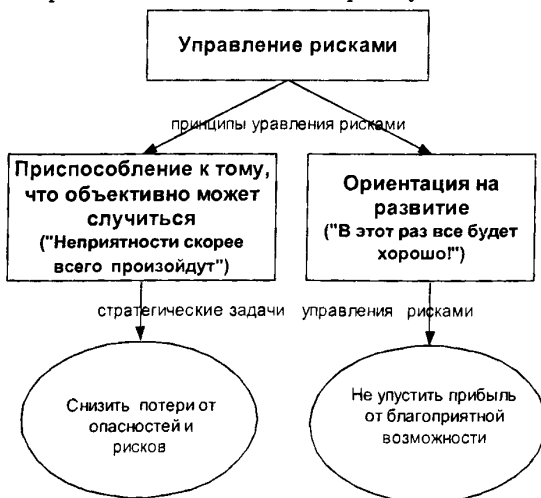 Управление рисками
принципы уравления рисками
Приспособление к тому,
что объективно может
случиться
("Неприятности скорее
всего произойдут")
Ориентация на
развитие
("В этот раз все будет
хорошо!")
стратегические задачи управления рисками
Снизить потери от
опасностей и
рисков
Не упустить прибыль
от благоприятной
возможности